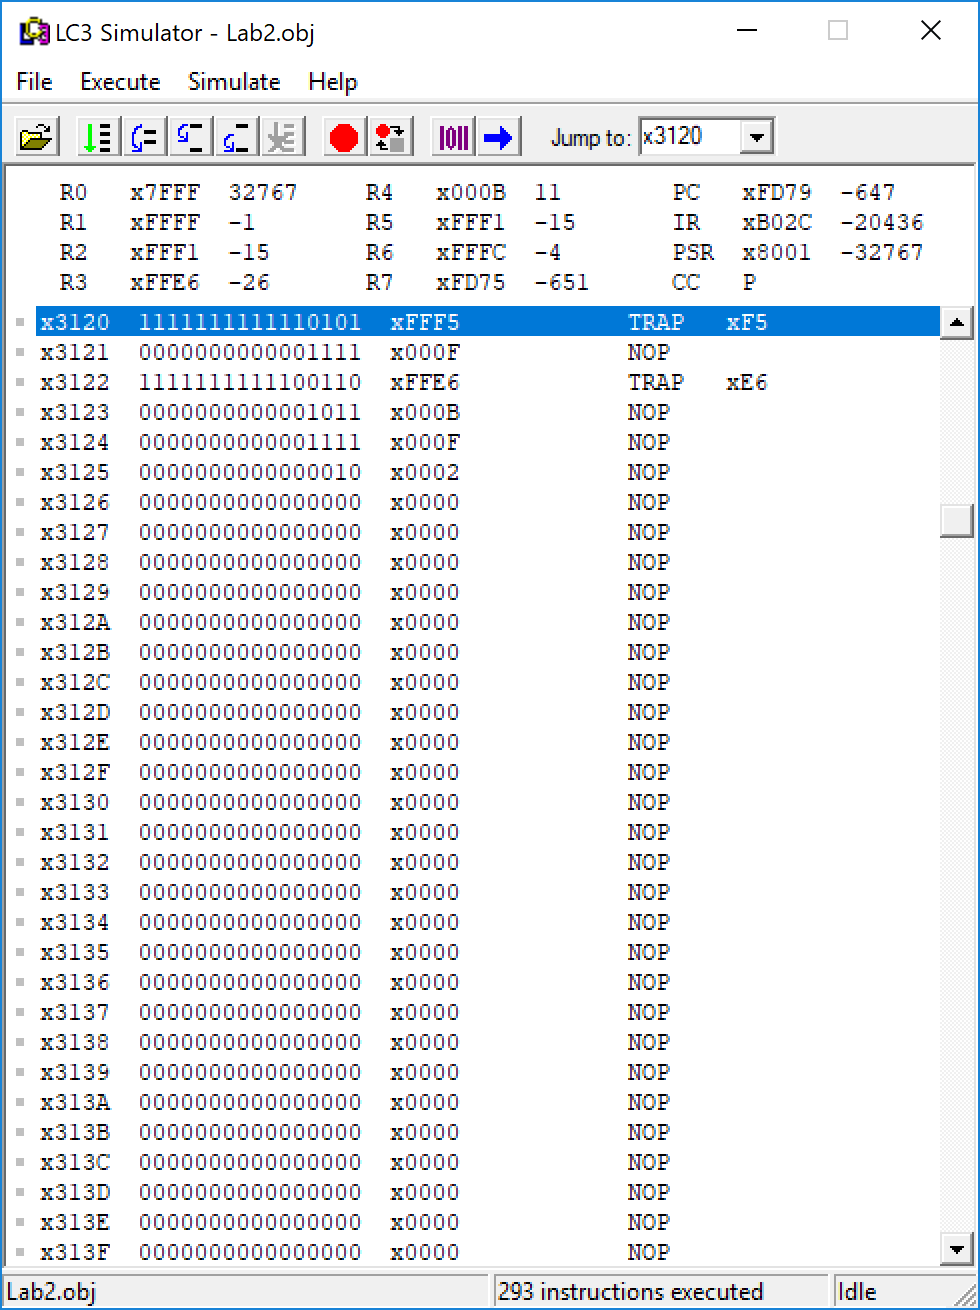 LC3 Simulator - Lab2.obj
File Execute Simulate Help
Jump to: x3120
R0 x7FFF 32767 R4 x000B 11 PC xFD79 -647
R1 xFFFF -1 R5 xFFF1 -15 IR xB02C -20436
R2 xFFF1 -15 R6 xFFFC -4 PSR x8001 -32767
R3 xFFE6 -26 R7 xFD75 -651 CC P
x3120 1111111111110101 xFFF5 TRAP xF5
x3121 0000000000001111 x000F NOP
x3122 1111111111100110 xFFE6 TRAP xE6
x3123 0000000000001011 x000B NOP
x3124 0000000000001111 x000F NOP
x3125 0000000000000010 x0002 NOP
x3126 0000000000000000 x0000 NOP
x3127 0000000000000000 x0000 NOP
x3128 0000000000000000 x0000 NOP
x3129 0000000000000000 x0000 NOP
x312A 0000000000000000 x0000 NOP
x312B 0000000000000000 x0000 NOP
x312C 0000000000000000 x0000 NOP
x312D 0000000000000000 x0000 NOP
x312E 0000000000000000 x0000 NOP
x312F 0000000000000000 x0000 NOP
x3130 0000000000000000 x0000 NOP
x3131 0000000000000000 x0000 NOP
x3132 0000000000000000 x0000 NOP
x3133 0000000000000000 x0000 NOP
x3134 0000000000000000 x0000 NOP
x3135 0000000000000000 x0000 NOP
x3136 0000000000000000 x0000 NOP
x3137 0000000000000000 x0000 NOP
x3138 0000000000000000 x0000 NOP
x3139 0000000000000000 x0000 NOP
x313A 0000000000000000 x0000 NOP
x313B 0000000000000000 x0000 NOP
x313C 0000000000000000 x0000 NOP
x313D 0000000000000000 x0000 NOP
x313E 0000000000000000 x0000 NOP
x313F 0000000000000000 x0000 NOP
Lab2.obj 293 instructions executed Idle